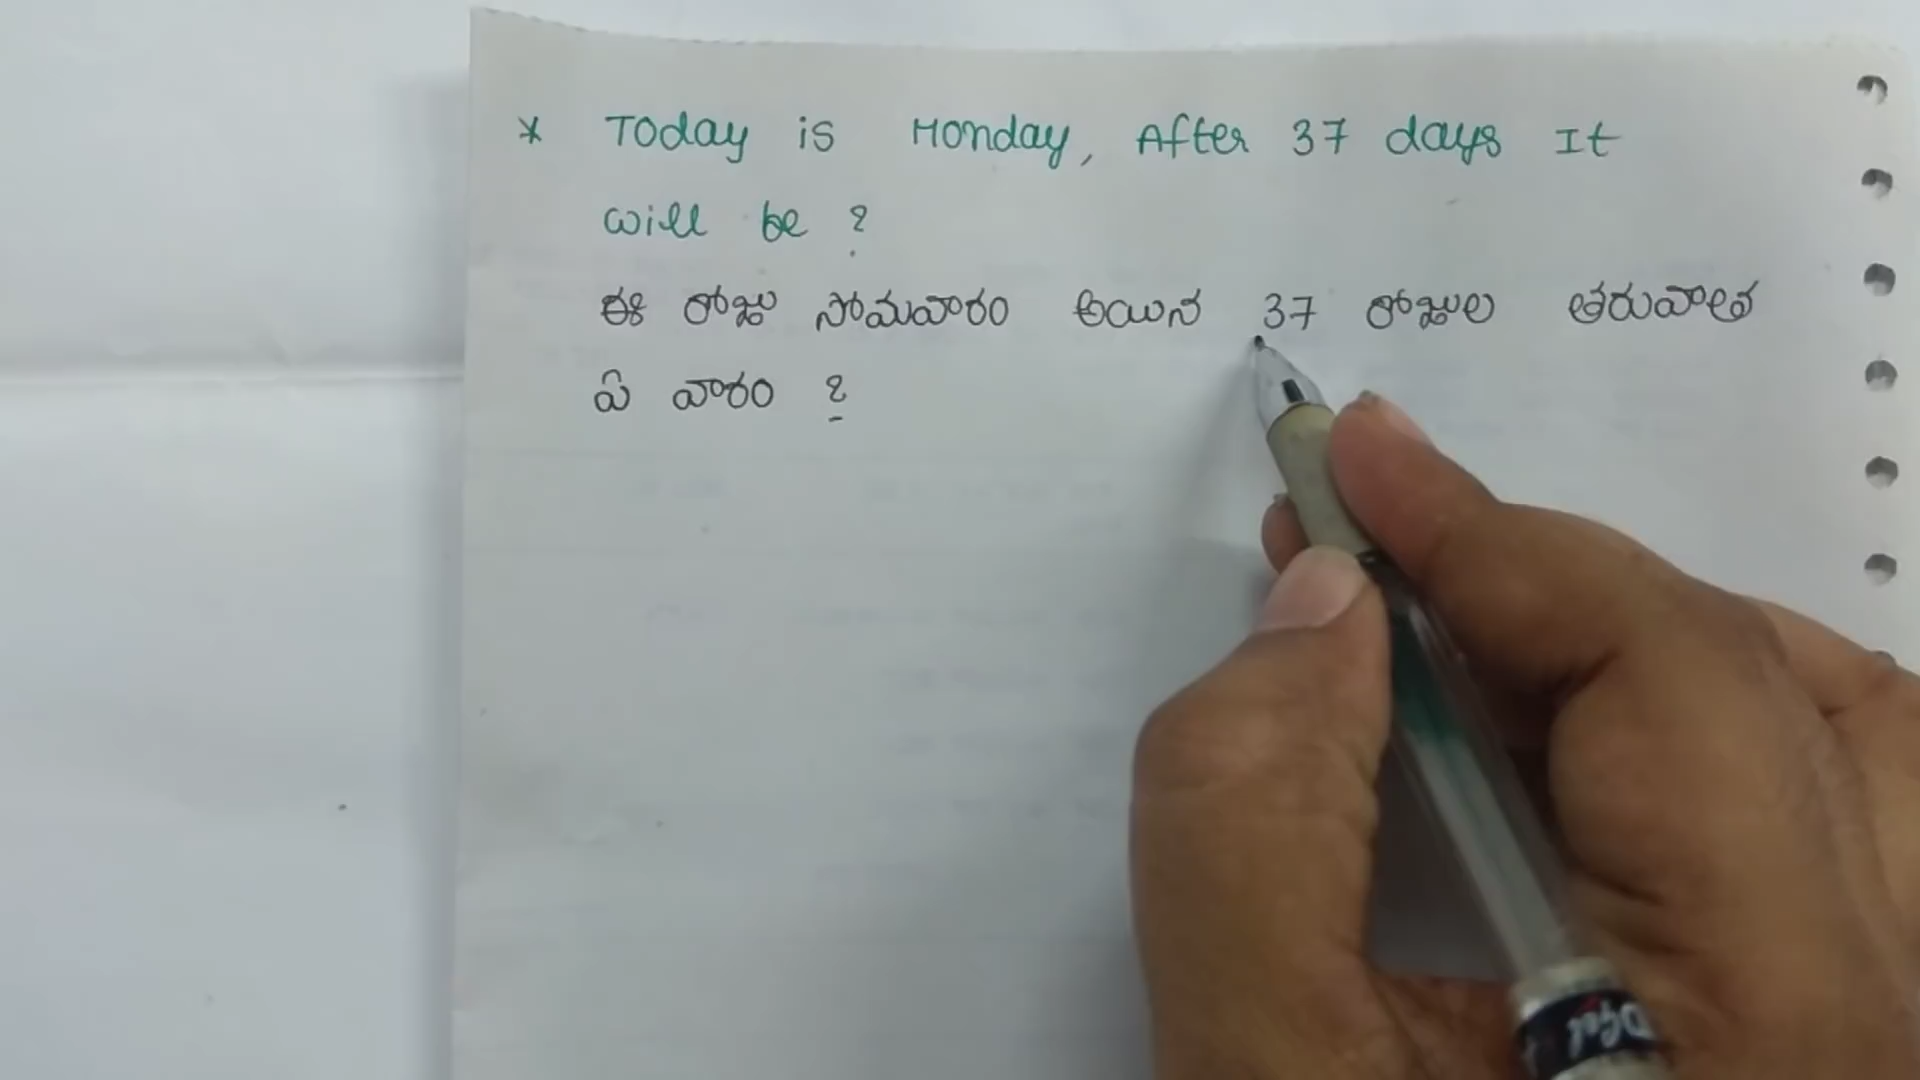 * Today is Monday, After 37 days It
will be ?
ఈ రోజు సోమవారం అయిన 37 రోజుల తరువాత
ఏ వారం ?